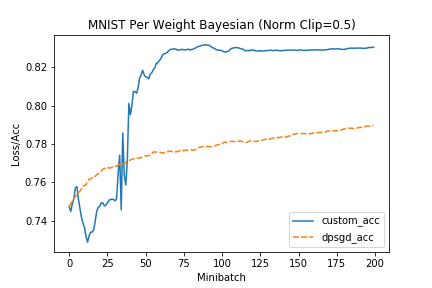 MNIST Per Weight Bayesian (Norm Clip=0.5)
Loss/Acc
0.82
0.80
0.78
0.76
0.74
custom_acc
dpsgd_acc
0 25 50 75 100 125 150 175 200
Minibatch